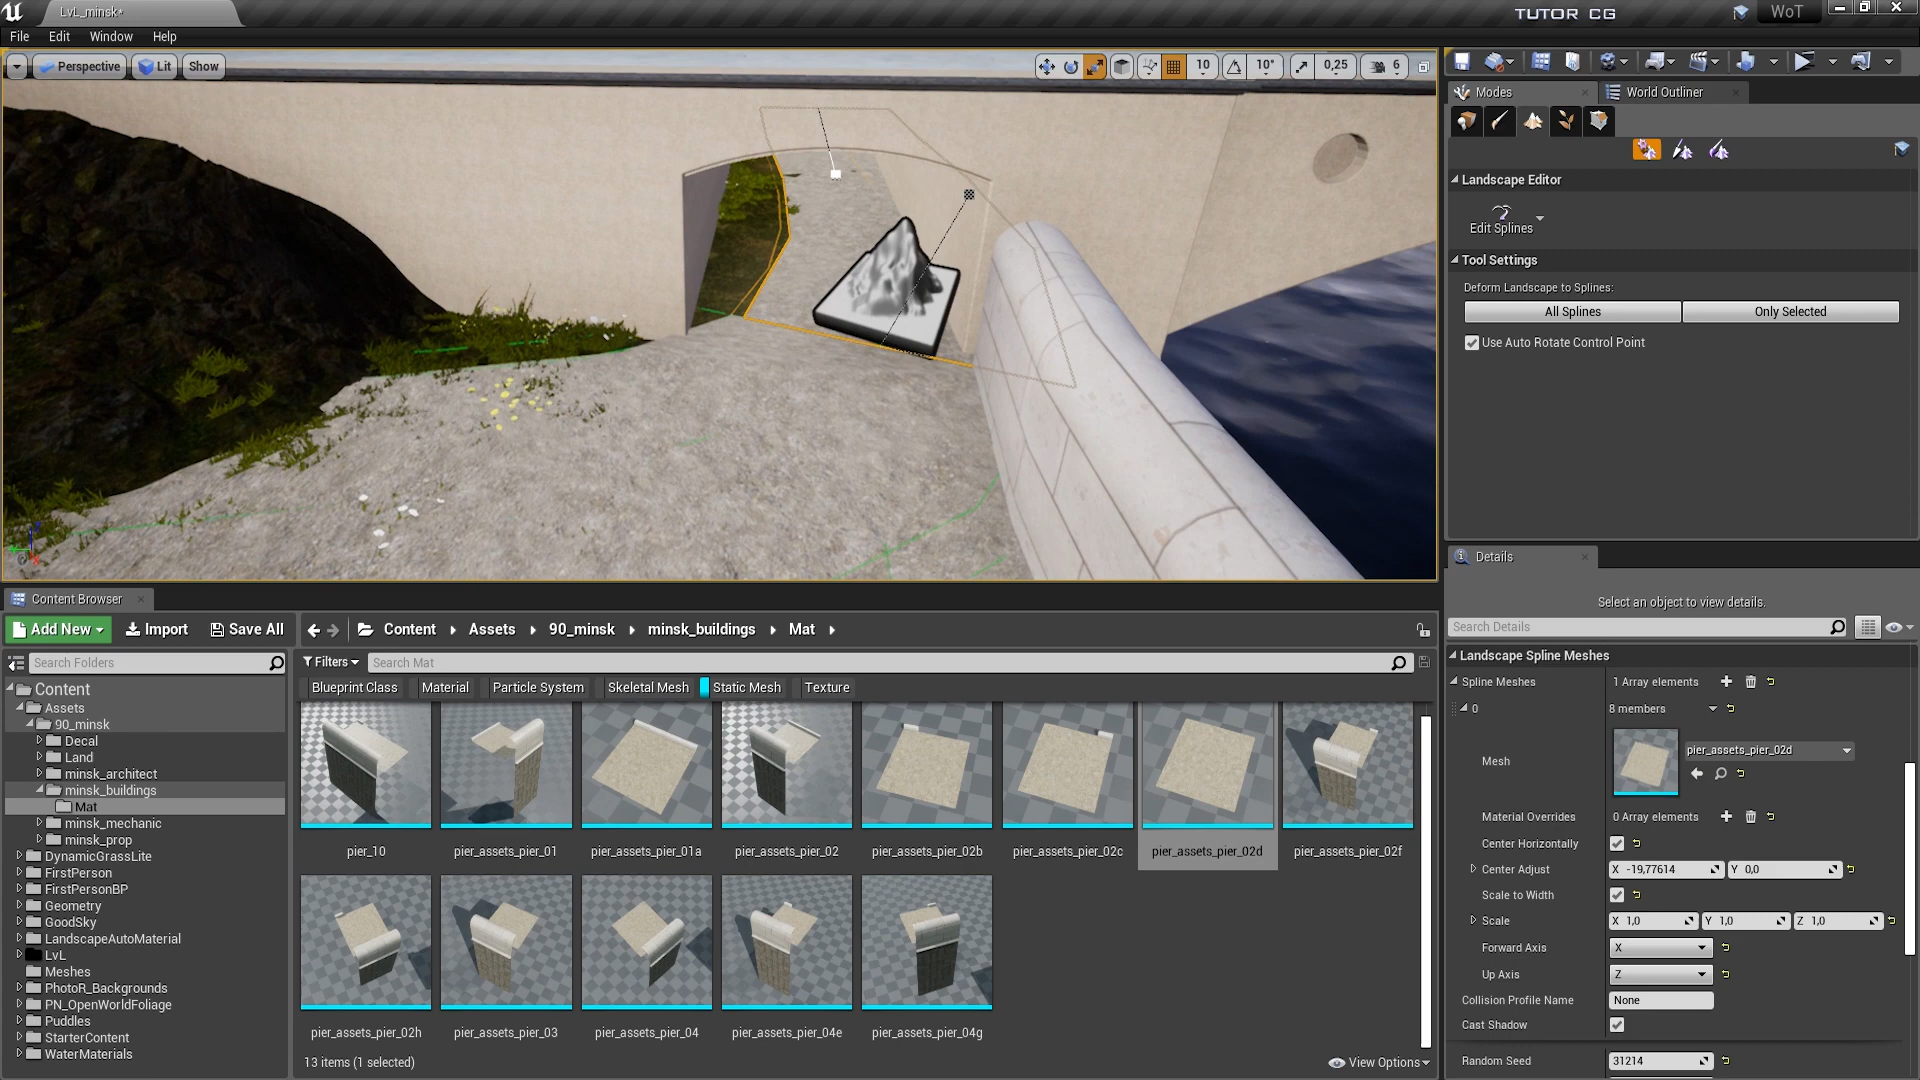 LvL_minsk•
TUTOR CG
WoT
File Edit Window Help
Perspective Lit Show
10 10° 0,25 6
Modes World Outliner
Landscape Editor
Edit Splines
Tool Settings
Deform Landscape to Splines:
All Splines Only Selected
Use Auto Rotate Control Point
Content Browser
Add New Import Save All
Content Assets 90_minsk minsk_buildings Mat
Search Folders
Filters Search Mat
Blueprint Class Material Particle System Skeletal Mesh Static Mesh Texture
Content
Assets
90_minsk
Decal
Land
minsk_architect
minsk_buildings
Mat
minsk_mechanic
minsk_prop
DynamicGrassLite
FirstPerson
FirstPersonBP
Geometry
GoodSky
LandscapeAutoMaterial
LvL
Meshes
PhotoR_Backgrounds
PN_OpenWorldFoliage
Puddles
StarterContent
WaterMaterials
pier_10 pier_assets_pier_01 pier_assets_pier_01a pier_assets_pier_02 pier_assets_pier_02b pier_assets_pier_02c pier_assets_pier_02d pier_assets_pier_02f
pier_assets_pier_02h pier_assets_pier_03 pier_assets_pier_04 pier_assets_pier_04e pier_assets_pier_04g
13 items (1 selected)
View Options
Details
Select an object to view details.
Search Details
Landscape Spline Meshes
Spline Meshes 1 Array elements
0 8 members
Mesh pier_assets_pier_02d
Material Overrides 0 Array elements
Center Horizontally
Center Adjust X -19,77614 Y 0,0
Scale to Width
Scale X 1,0 Y 1,0 Z 1,0
Forward Axis X
Up Axis Z
Collision Profile Name None
Cast Shadow
Random Seed 31214